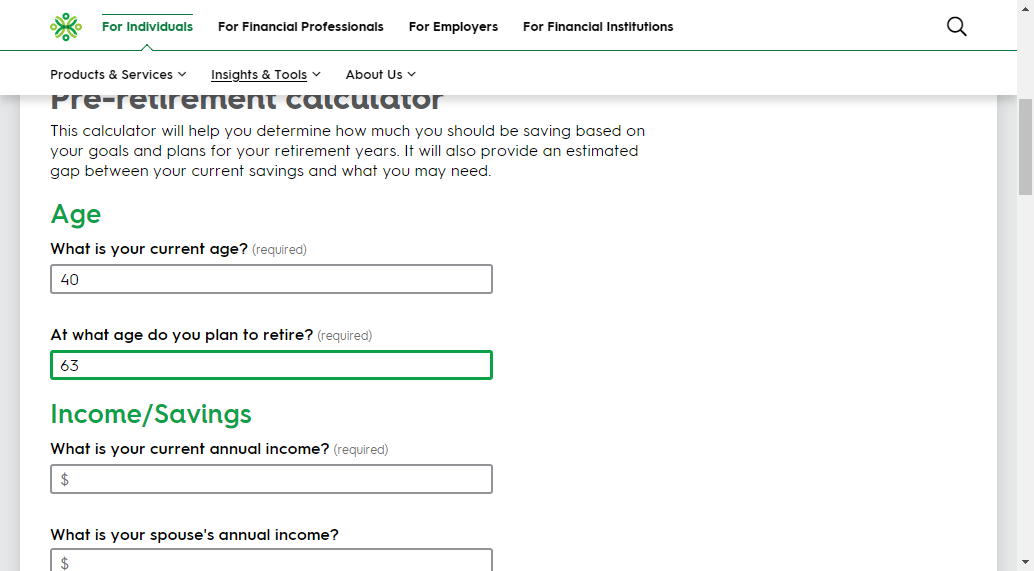 For Individuals For Financial Professionals For Employers For Financial Institutions
Products & Services Insights & Tools About Us
Pre-retirement calculator
This calculator will help you determine how much you should be saving based on
your goals and plans for your retirement years. It will also provide an estimated
gap between your current savings and what you may need.
Age
What is your current age? (required)
40
At what age do you plan to retire? (required)
63
Income/Savings
What is your current annual income? (required)
$
What is your spouse's annual income?
$